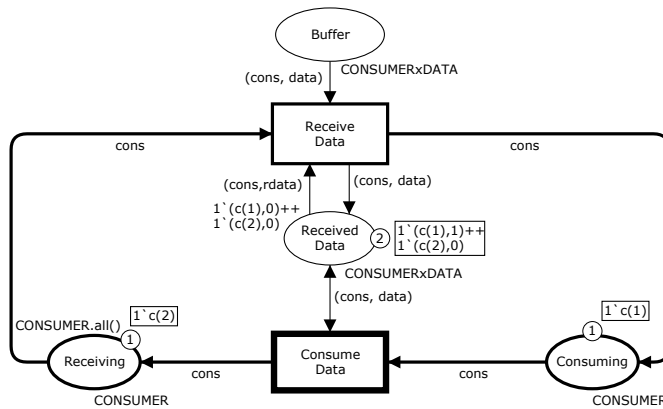 Buffer
CONSUMERxDATA
(cons, data)
Receive
Data
cons
cons
(cons,rdata)
(cons, data)
1`(c(1),0)++
1`(c(2),0)
Received
Data
2
1`(c(1),1)++
1`(c(2),0)
CONSUMERxDATA
(cons, data)
1`c(2)
CONSUMER.all()
1
Receiving
CONSUMER
cons
Consume
Data
cons
1`c(1)
1
Consuming
CONSUMER